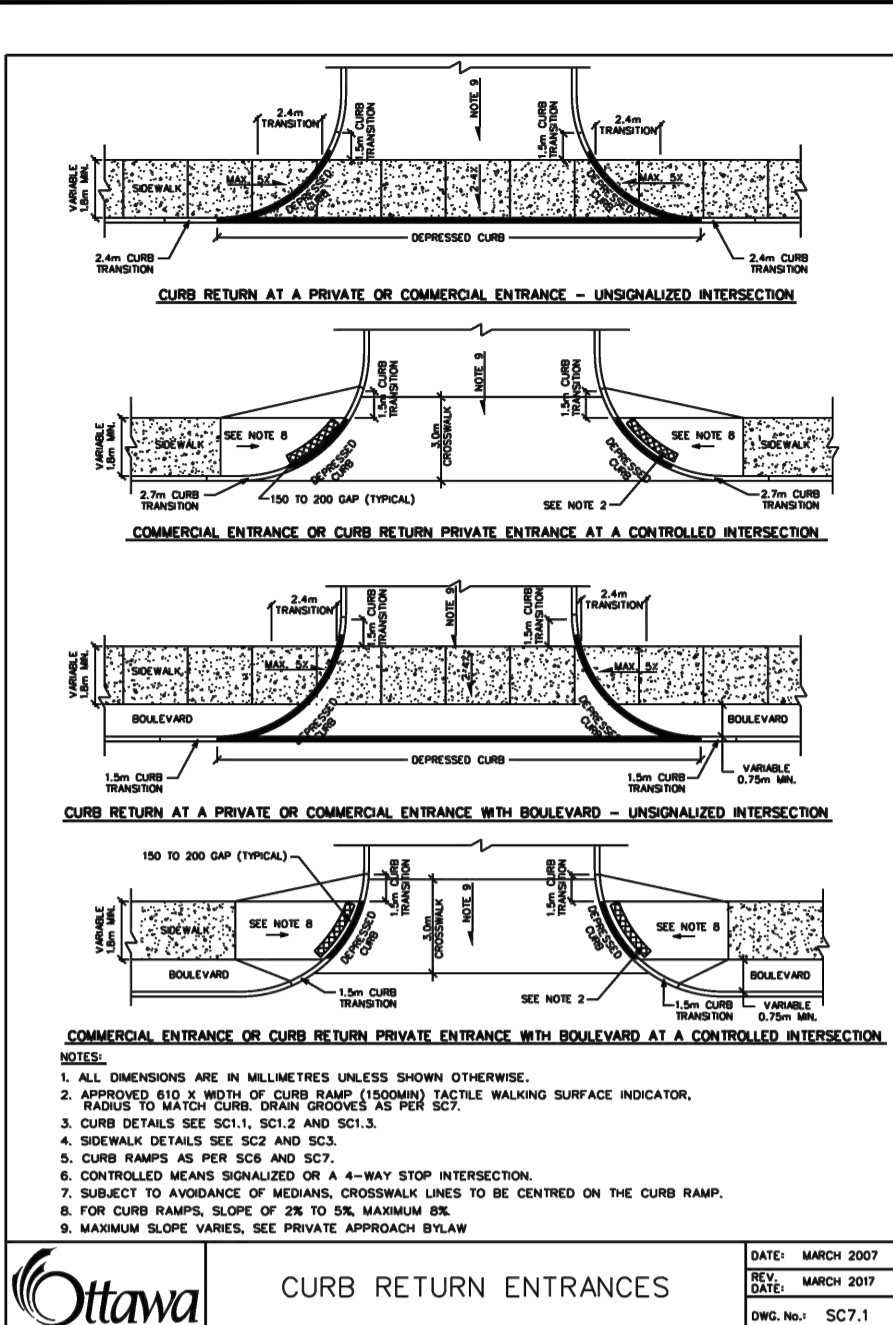 2.4m
TRANSITION
1.5m CURB
TRANSITION
NOTE 9
1.5m CURB
TRANSITION
2.4m
TRANSITION
VARIABLE
1.8m MIN.
SIDEWALK
MAX. 5%
DEPRESSED
CURB
2-4%
DEPRESSED
CURB
MAX. 5%
DEPRESSED CURB
2.4m CURB
TRANSITION
2.4m CURB
TRANSITION
CURB RETURN AT A PRIVATE OR COMMERCIAL ENTRANCE - UNSIGNALIZED INTERSECTION
1.5m CURB
TRANSITION
NOTE 9
1.5m CURB
TRANSITION
VARIABLE
1.8m MIN.
SIDEWALK
SEE NOTE 8
DEPRESSED
CURB
3.0m
CROSSWALK
DEPRESSED
CURB
SEE NOTE 8
SIDEWALK
2.7m CURB
TRANSITION
150 TO 200 GAP (TYPICAL)
SEE NOTE 2
2.7m CURB
TRANSITION
COMMERCIAL ENTRANCE OR CURB RETURN PRIVATE ENTRANCE AT A CONTROLLED INTERSECTION
2.4m
TRANSITION
1.5m CURB
TRANSITION
NOTE 9
1.5m CURB
TRANSITION
2.4m
TRANSITION
VARIABLE
1.8m MIN.
SIDEWALK
MAX. 5%
MAX. 5%
BOULEVARD
DEPRESSED
CURB
DEPRESSED
CURB
BOULEVARD
DEPRESSED CURB
1.5m CURB
TRANSITION
1.5m CURB
TRANSITION
VARIABLE
0.75m MIN.
CURB RETURN AT A PRIVATE OR COMMERCIAL ENTRANCE WITH BOULEVARD - UNSIGNALIZED INTERSECTION
150 TO 200 GAP (TYPICAL)
1.5m CURB
TRANSITION
3.0m
CROSSWALK
NOTE 9
1.5m CURB
TRANSITION
VARIABLE
1.8m MIN.
SIDEWALK
SEE NOTE 8
DEPRESSED
CURB
DEPRESSED
CURB
SEE NOTE 8
SIDEWALK
BOULEVARD
BOULEVARD
1.5m CURB
TRANSITION
SEE NOTE 2
1.5m CURB
TRANSITION
VARIABLE
0.75m MIN.
COMMERCIAL ENTRANCE OR CURB RETURN PRIVATE ENTRANCE WITH BOULEVARD AT A CONTROLLED INTERSECTION
NOTES:
1. ALL DIMENSIONS ARE IN MILLIMETRES UNLESS SHOWN OTHERWISE.
2. APPROVED 610 X WIDTH OF CURB RAMP (1500MIN) TACTILE WALKING SURFACE INDICATOR,
RADIUS TO MATCH CURB. DRAIN GROOVES AS PER SC7.
3. CURB DETAILS SEE SC1.1, SC1.2 AND SC1.3.
4. SIDEWALK DETAILS SEE SC2 AND SC3.
5. CURB RAMPS AS PER SC6 AND SC7.
6. CONTROLLED MEANS SIGNALIZED OR A 4-WAY STOP INTERSECTION.
7. SUBJECT TO AVOIDANCE OF MEDIANS, CROSSWALK LINES TO BE CENTRED ON THE CURB RAMP.
8. FOR CURB RAMPS, SLOPE OF 2% TO 5%, MAXIMUM 8%.
9. MAXIMUM SLOPE VARIES, SEE PRIVATE APPROACH BYLAW
Ottawa
CURB RETURN ENTRANCES
DATE: MARCH 2007
REV.
DATE: MARCH 2017
DWG. No.: SC7.1